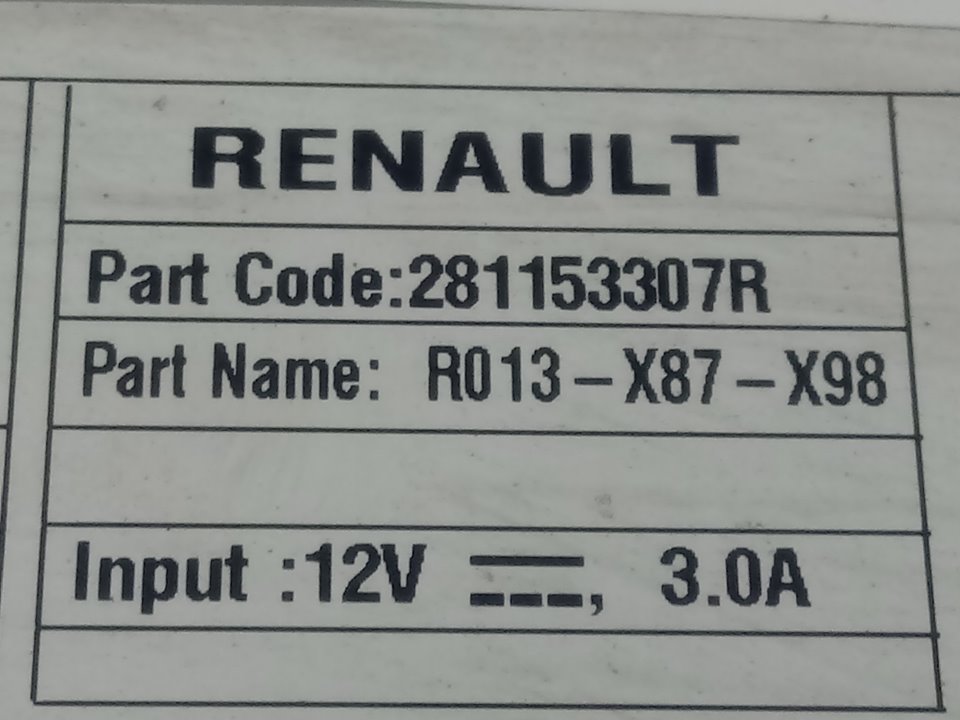 RENAULT
Part Code:281153307R
Part Name: R013-X87-X98
Input :12V ⎓, 3.0A